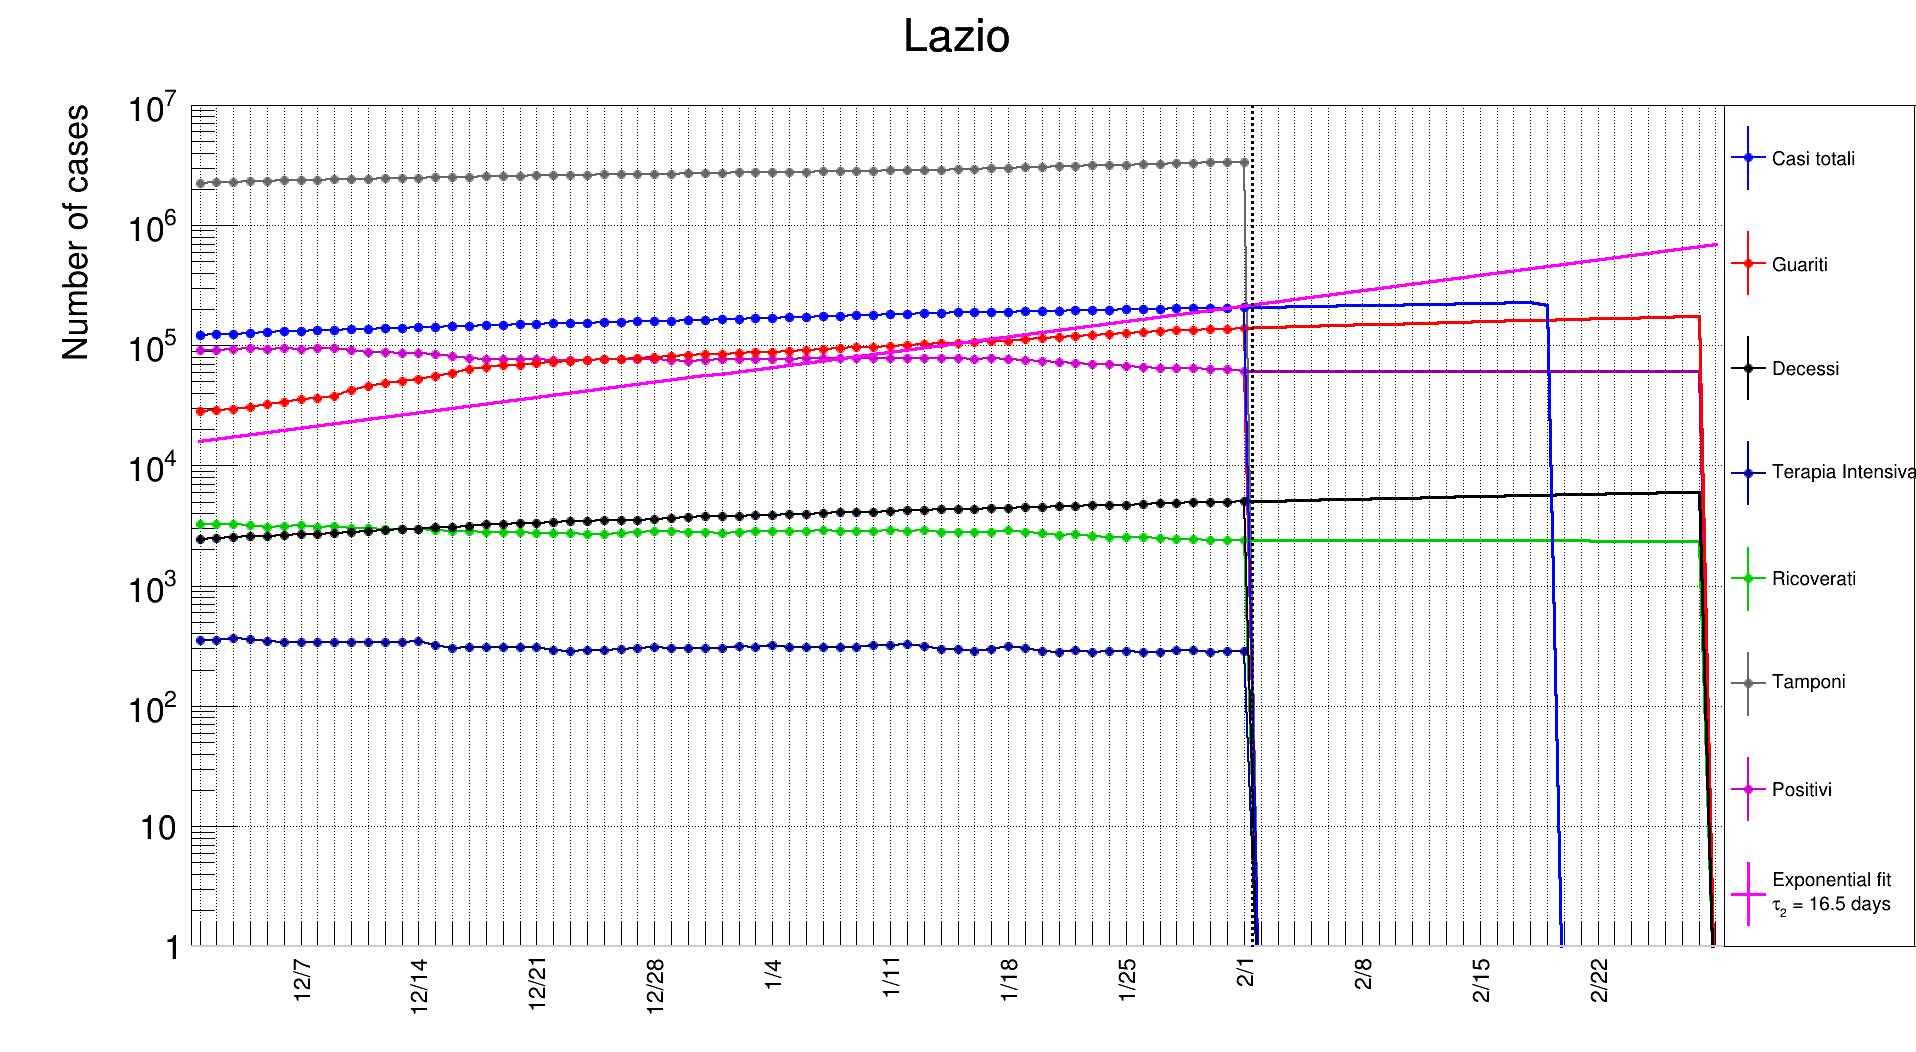 Lazio
Number of cases
10^7
10^6
10^5
10^4
10^3
10^2
10
1
12/7
12/14
12/21
12/28
1/4
1/11
1/18
1/25
2/1
2/8
2/15
2/22
Casi totali
Guariti
Decessi
Terapia Intensiva
Ricoverati
Tamponi
Positivi
Exponential fit
τ₂ = 16.5 days